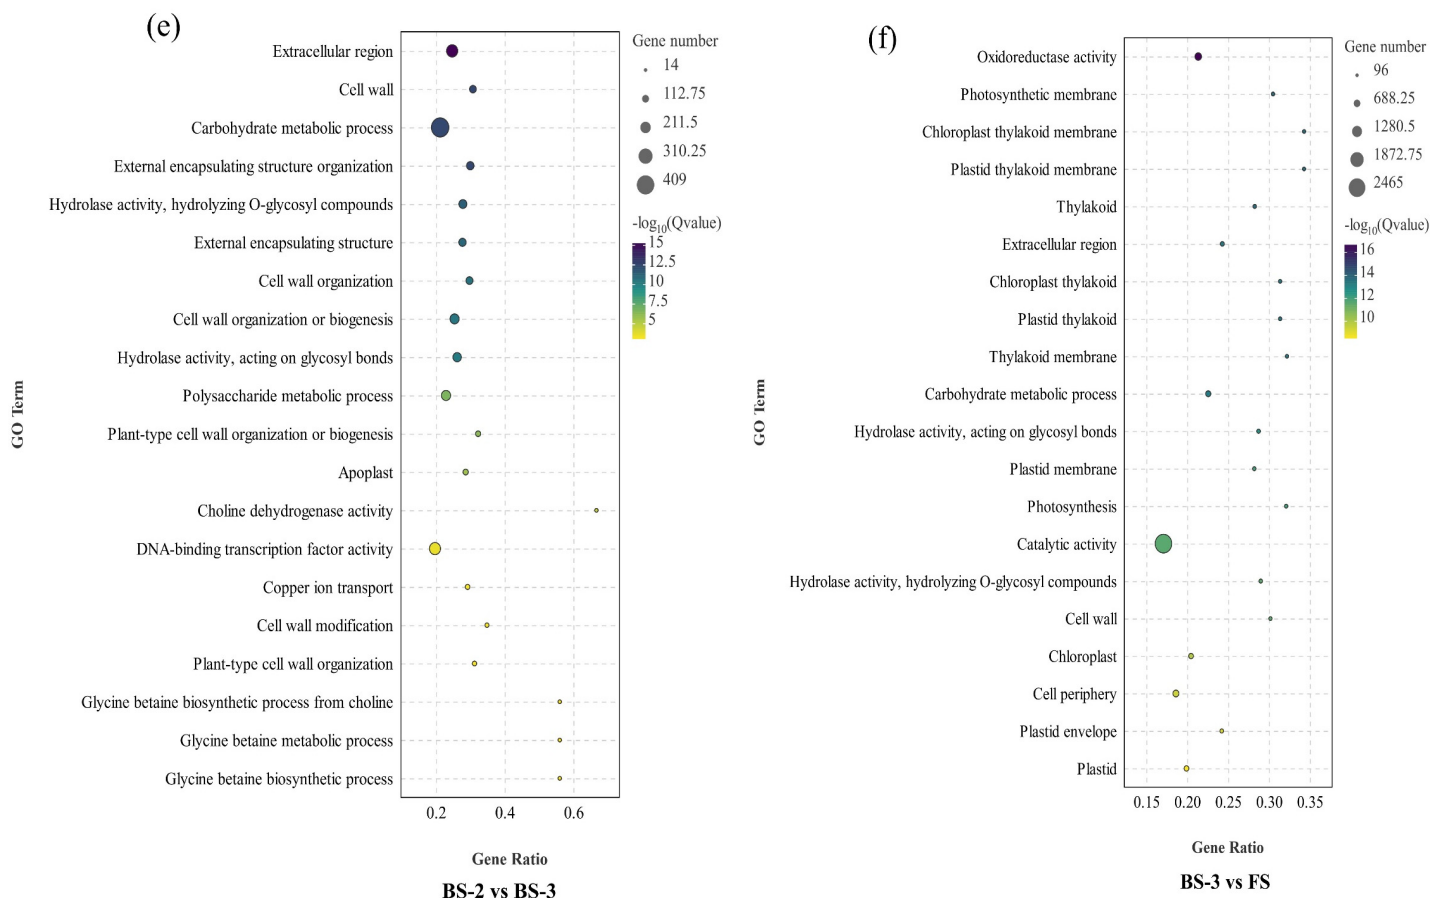 (e)
Extracellular region
Cell wall
Carbohydrate metabolic process
External encapsulating structure organization
Hydrolase activity, hydrolyzing O-glycosyl compounds
External encapsulating structure
Cell wall organization
Cell wall organization or biogenesis
Hydrolase activity, acting on glycosyl bonds
Polysaccharide metabolic process
Plant-type cell wall organization or biogenesis
Apoplast
Choline dehydrogenase activity
DNA-binding transcription factor activity
Copper ion transport
Cell wall modification
Plant-type cell wall organization
Glycine betaine biosynthetic process from choline
Glycine betaine metabolic process
Glycine betaine biosynthetic process
GO Term
0.2 0.4 0.6
Gene Ratio
BS-2 vs BS-3
Gene number
14
112.75
211.5
310.25
409
-log10(Qvalue)
15
12.5
10
7.5
5
(f)
Oxidoreductase activity
Photosynthetic membrane
Chloroplast thylakoid membrane
Plastid thylakoid membrane
Thylakoid
Extracellular region
Chloroplast thylakoid
Plastid thylakoid
Thylakoid membrane
Carbohydrate metabolic process
Hydrolase activity, acting on glycosyl bonds
Plastid membrane
Photosynthesis
Catalytic activity
Hydrolase activity, hydrolyzing O-glycosyl compounds
Cell wall
Chloroplast
Cell periphery
Plastid envelope
Plastid
GO Term
0.15 0.20 0.25 0.30 0.35
Gene Ratio
BS-3 vs FS
Gene number
96
688.25
1280.5
1872.75
2465
-log10(Qvalue)
16
14
12
10